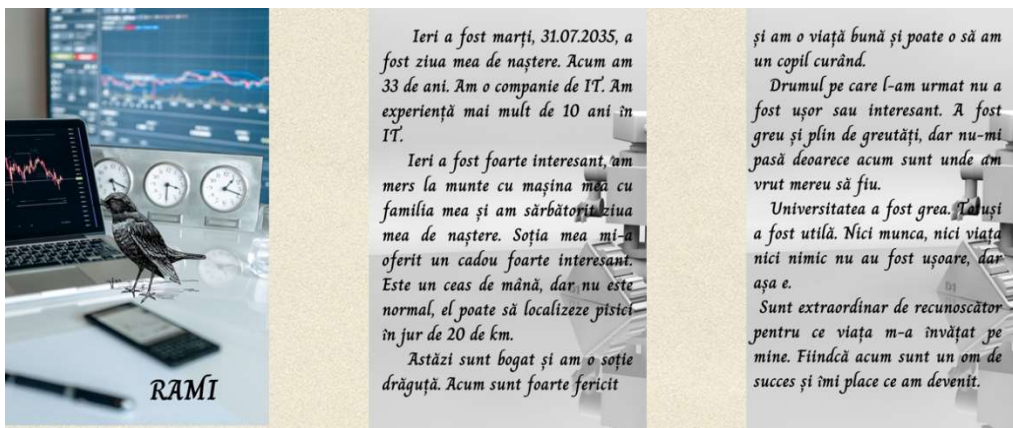 RAMI
Ieri a fost marți, 31.07.2035, a
fost ziua mea de naștere. Acum am
33 de ani. Am o companie de IT. Am
experiență mai mult de 10 ani în
IT.
Ieri a fost foarte interesant, am
mers la munte cu mașina mea cu
familia mea și am sărbătorit ziua
mea de naștere. Soția mea mi-a
oferit un cadou foarte interesant.
Este un ceas de mână, dar nu este
normal, el poate să localizeze pisici
în jur de 20 de km.
Astăzi sunt bogat și am o soție
drăguță. Acum sunt foarte fericit
și am o viață bună și poate o să am
un copil curând.
Drumul pe care l-am urmat nu a
fost ușor sau interesant. A fost
greu și plin de greutăți, dar nu-mi
pasă deoarece acum sunt unde am
vrut mereu să fiu.
Universitatea a fost grea. Totuși
a fost utilă. Nici munca, nici viața
nici nimic nu au fost ușoare, dar
așa e.
Sunt extraordinar de recunoscător
pentru ce viața m-a învățat pe
mine. Fiindcă acum sunt un om de
succes și îmi place ce am devenit.